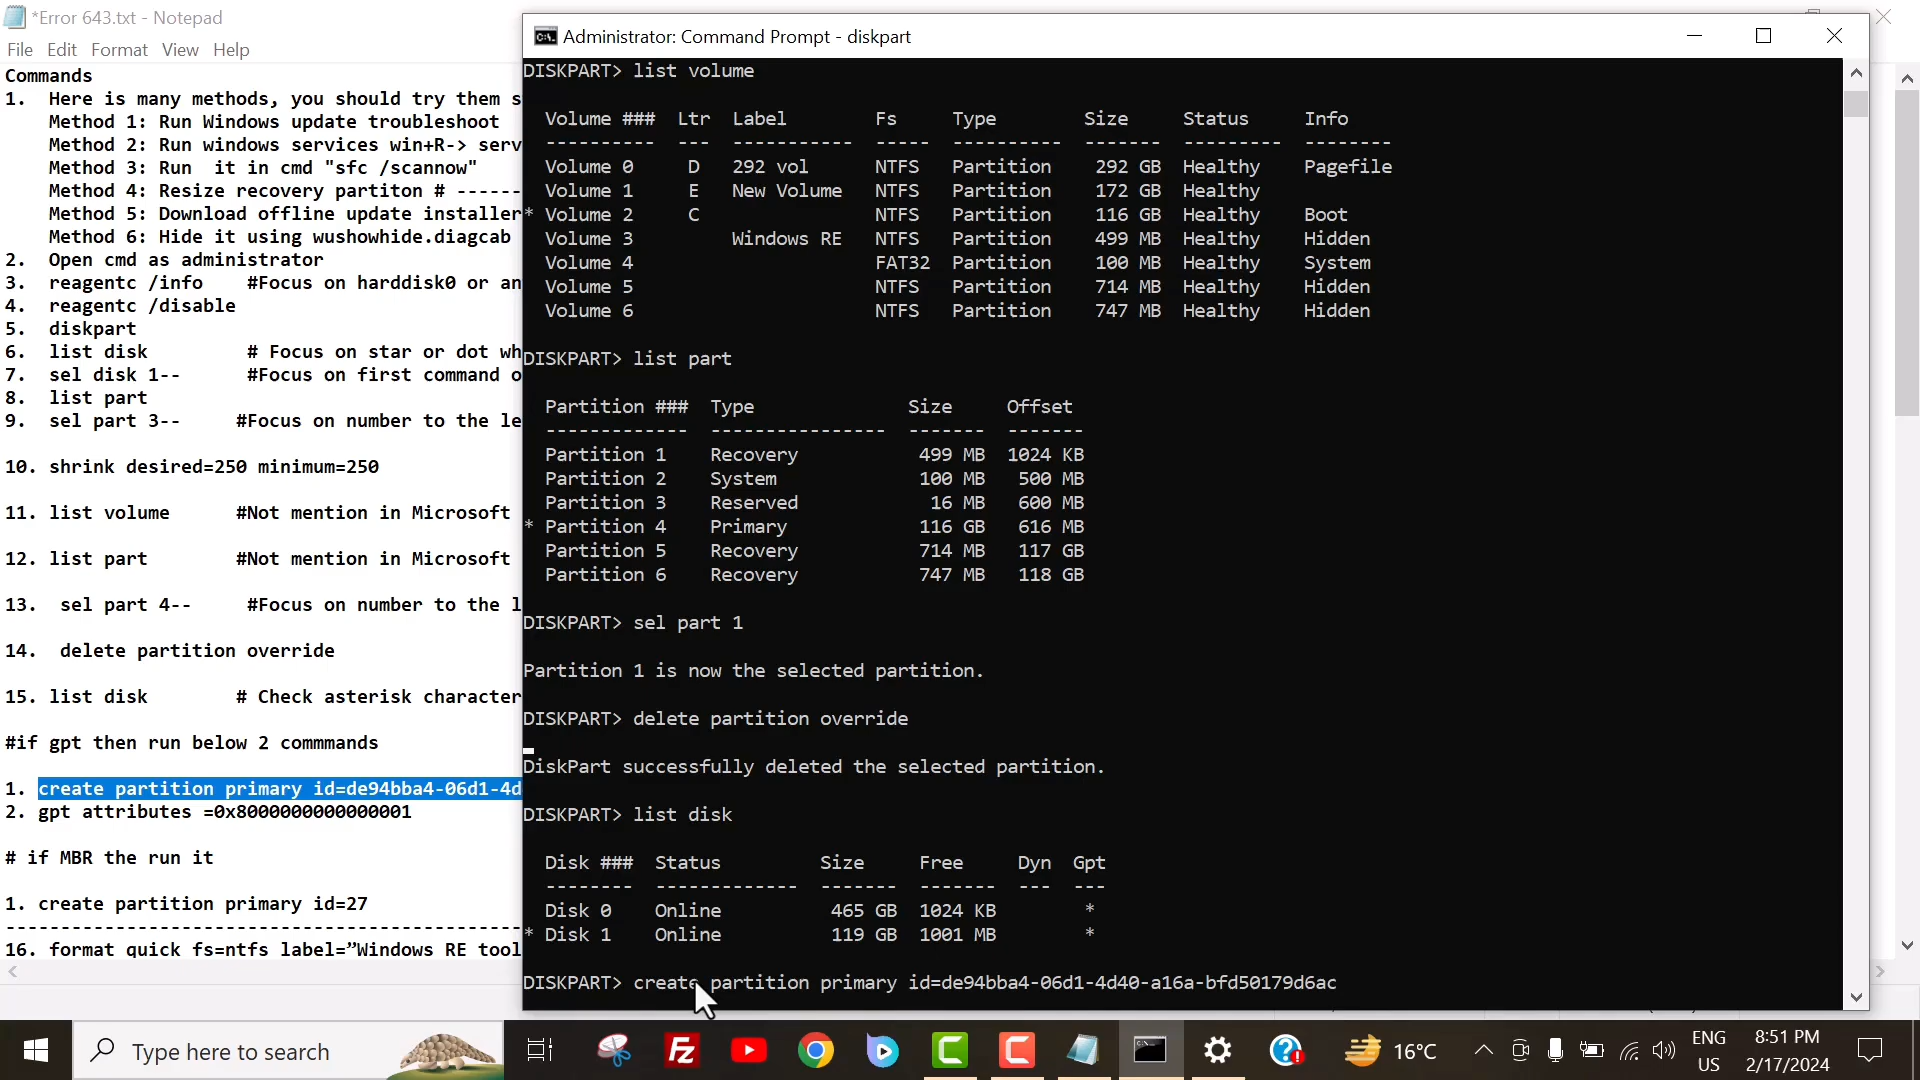 *Error 643.txt - Notepad
File Edit Format View Help
Commands
1. Here is many methods, you should try them s
Method 1: Run Windows update troubleshoot
Method 2: Run windows services win+R-> serv
Method 3: Run it in cmd "sfc /scannow"
Method 4: Resize recovery partiton # ------
Method 5: Download offline update installer
Method 6: Hide it using wushowhide.diagcab
2. Open cmd as administrator
3. reagentc /info #Focus on harddisk0 or an
4. reagentc /disable
5. diskpart
6. list disk # Focus on star or dot wh
7. sel disk 1-- #Focus on first command o
8. list part
9. sel part 3-- #Focus on number to the le
10. shrink desired=250 minimum=250
11. list volume #Not mention in Microsoft
12. list part #Not mention in Microsoft
13. sel part 4-- #Focus on number to the l
14. delete partition override
15. list disk # Check asterisk character
#if gpt then run below 2 commmands
1. create partition primary id=de94bba4-06d1-4d
2. gpt attributes =0x8000000000000001
# if MBR the run it
1. create partition primary id=27
-----------------------------------------------
16. format quick fs=ntfs label=”Windows RE tool
Administrator: Command Prompt - diskpart
DISKPART> list volume
Volume ### Ltr Label Fs Type Size Status Info
---------- --- ----------- ----- ---------- ------- --------- --------
Volume 0 D 292 vol NTFS Partition 292 GB Healthy Pagefile
Volume 1 E New Volume NTFS Partition 172 GB Healthy
* Volume 2 C NTFS Partition 116 GB Healthy Boot
Volume 3 Windows RE NTFS Partition 499 MB Healthy Hidden
Volume 4 FAT32 Partition 100 MB Healthy System
Volume 5 NTFS Partition 714 MB Healthy Hidden
Volume 6 NTFS Partition 747 MB Healthy Hidden
DISKPART> list part
Partition ### Type Size Offset
------------- ---------------- ------- -------
Partition 1 Recovery 499 MB 1024 KB
Partition 2 System 100 MB 500 MB
Partition 3 Reserved 16 MB 600 MB
* Partition 4 Primary 116 GB 616 MB
Partition 5 Recovery 714 MB 117 GB
Partition 6 Recovery 747 MB 118 GB
DISKPART> sel part 1
Partition 1 is now the selected partition.
DISKPART> delete partition override
DiskPart successfully deleted the selected partition.
DISKPART> list disk
Disk ### Status Size Free Dyn Gpt
-------- ------------- ------- ------- --- ---
Disk 0 Online 465 GB 1024 KB *
* Disk 1 Online 119 GB 1001 MB *
DISKPART> create partition primary id=de94bba4-06d1-4d40-a16a-bfd50179d6ac
Type here to search
16°C
ENG
US
8:51 PM
2/17/2024